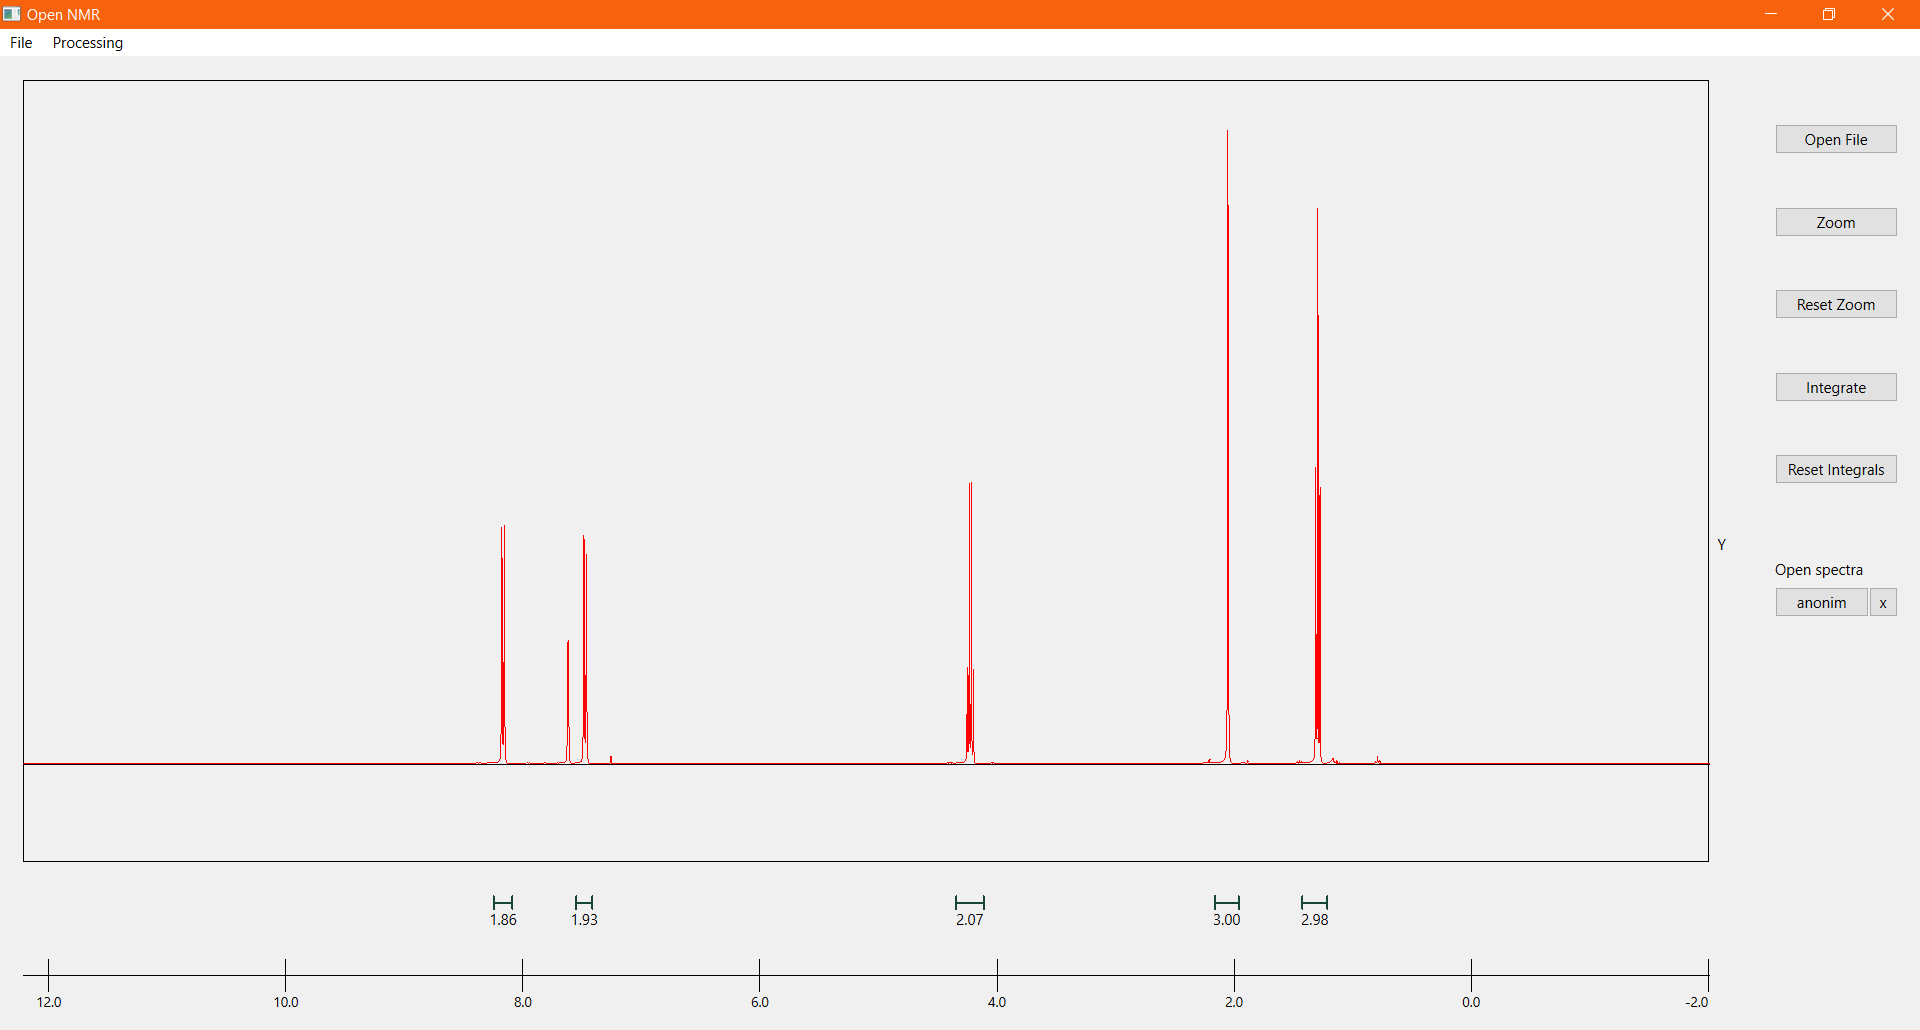 Open NMR
File Processing
Open File
Zoom
Reset Zoom
Integrate
Reset Integrals
Y
Open spectra
anonim x
1.86 1.93 2.07 3.00 2.98
12.0 10.0 8.0 6.0 4.0 2.0 0.0 -2.0